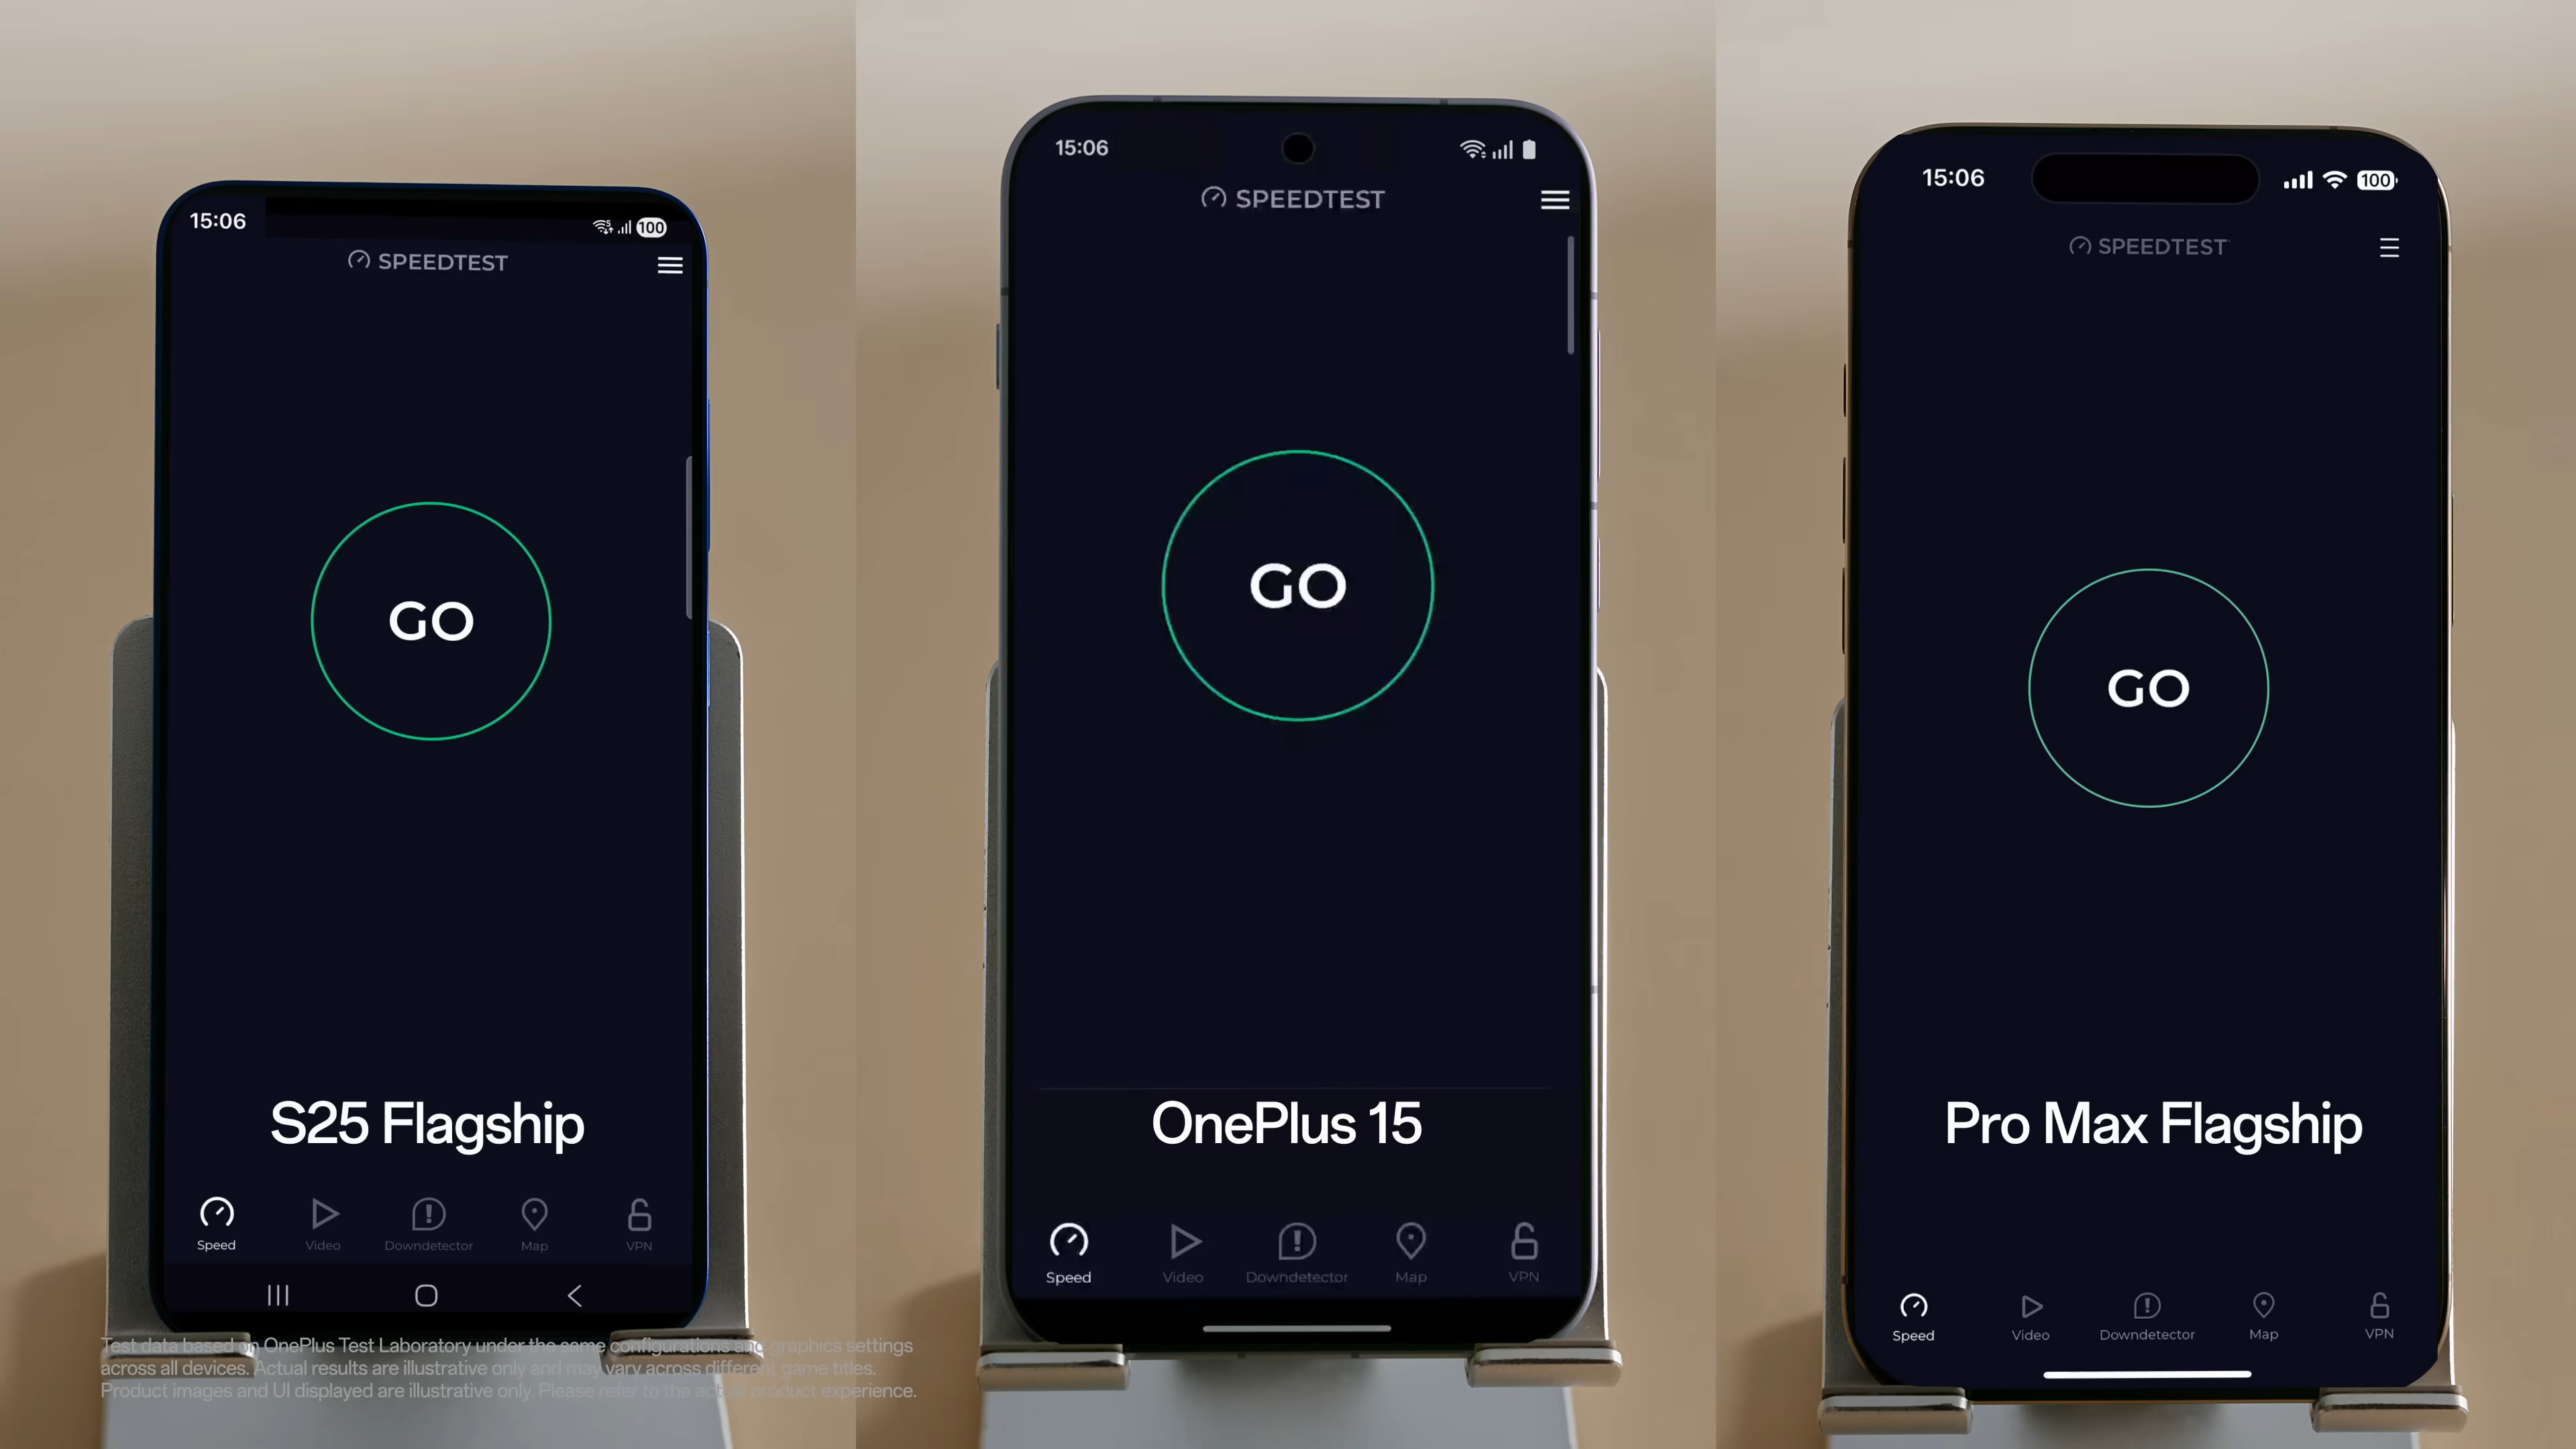 15:06
100
SPEEDTEST
GO
S25 Flagship
Speed
Video
Downdetector
Map
VPN
15:06
SPEEDTEST
GO
OnePlus 15
Speed
Video
Downdetector
Map
VPN
15:06
100
SPEEDTEST
GO
Pro Max Flagship
Speed
Video
Downdetector
Map
VPN
Test data based on OnePlus Test Laboratory under the same configurations and graphics settings
across all devices. Actual results are illustrative only and may vary across different game titles.
Product images and UI displayed are illustrative only. Please refer to the actual product experience.